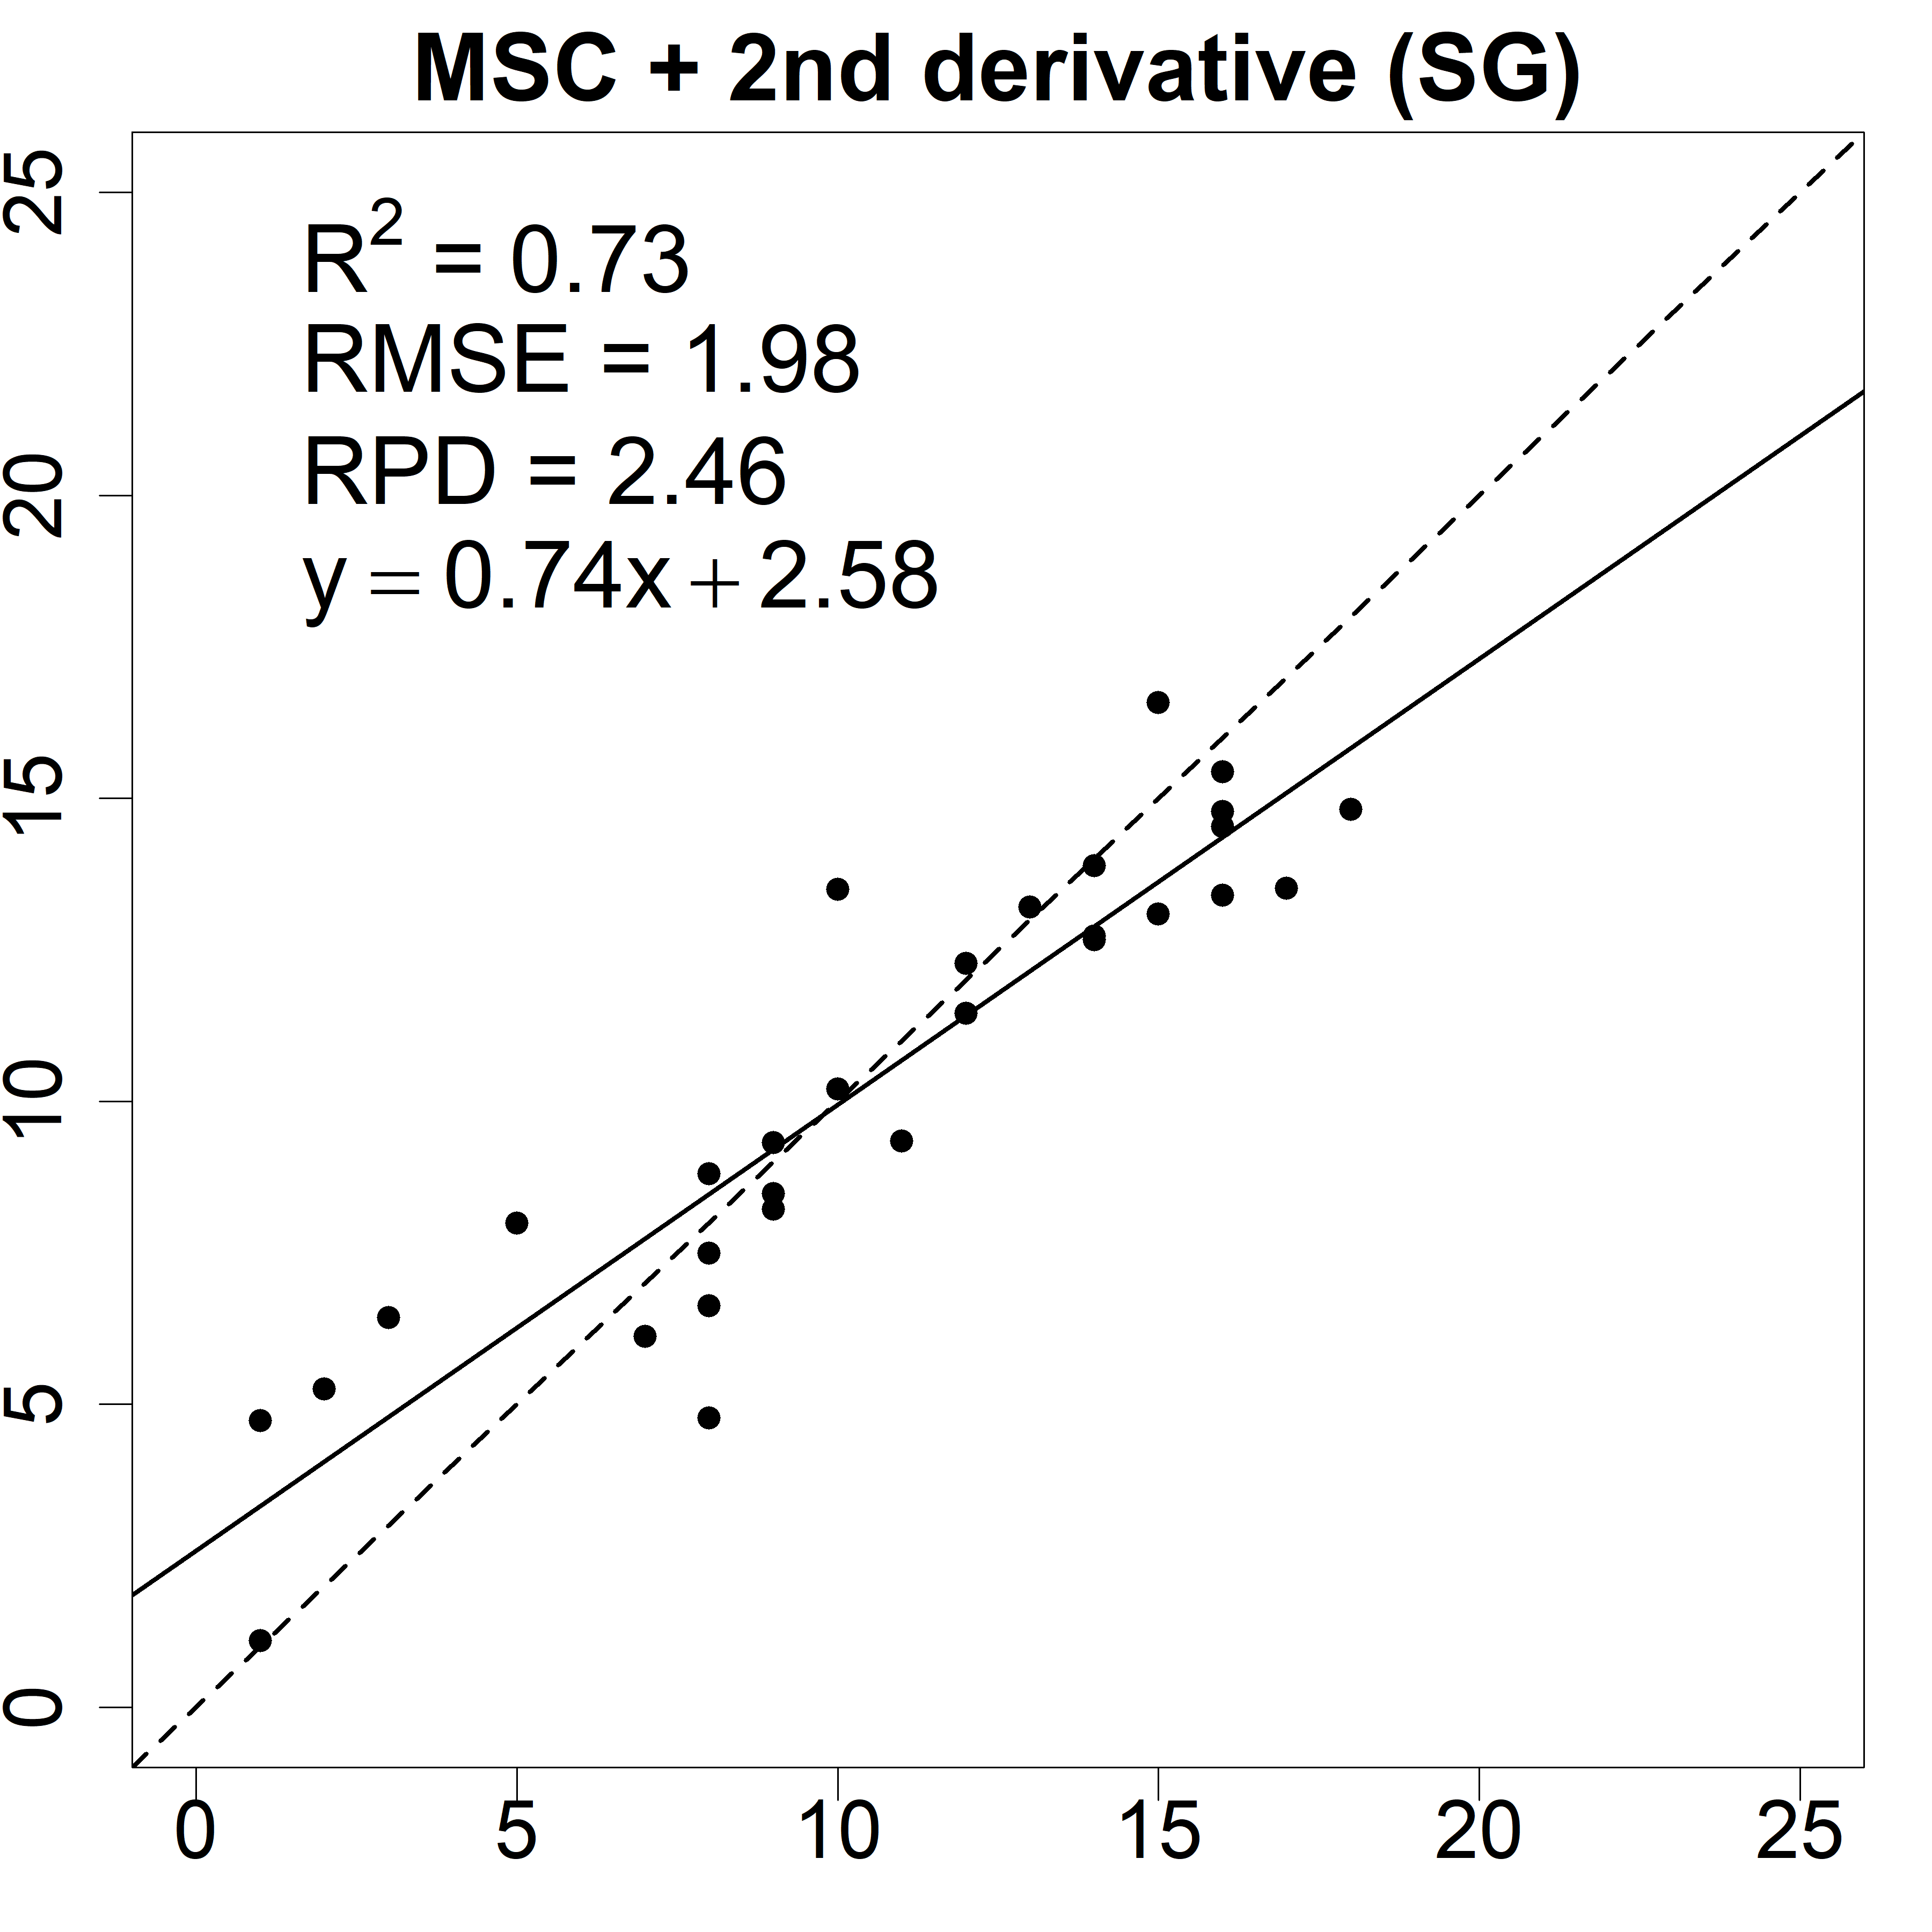 MSC + 2nd derivative (SG)
R² = 0.73
RMSE = 1.98
RPD = 2.46
y = 0.74x + 2.58
25
20
15
10
5
0
0 5 10 15 20 25